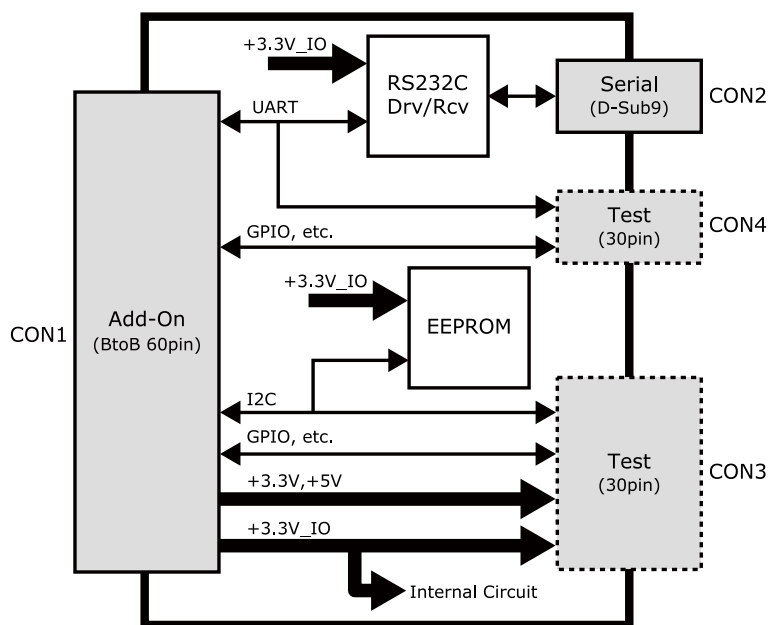 +3.3V_IO
RS232C
Drv/Rcv
Serial
(D-Sub9)
CON2
UART
Test
(30pin)
CON4
GPIO, etc.
+3.3V_IO
EEPROM
CON1
Add-On
(BtoB 60pin)
I2C
GPIO, etc.
Test
(30pin)
CON3
+3.3V,+5V
+3.3V_IO
Internal Circuit